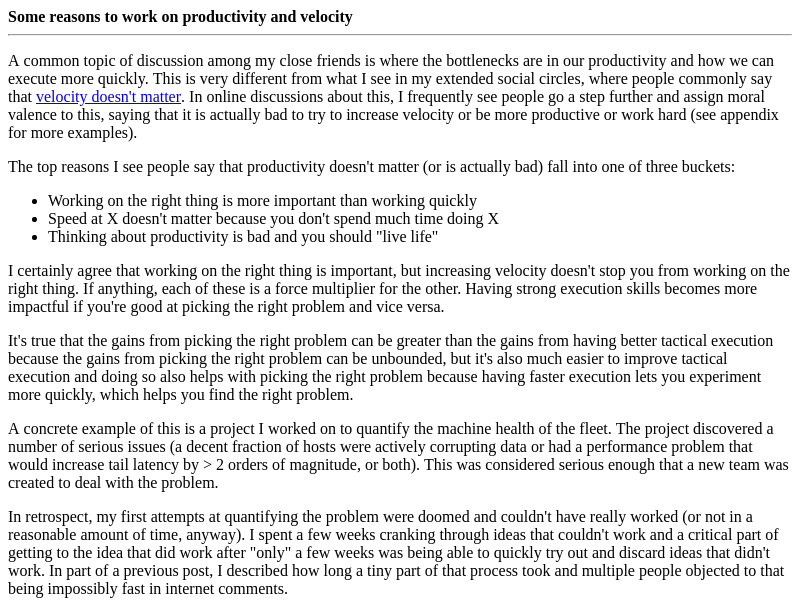 Some reasons to work on productivity and velocity
A common topic of discussion among my close friends is where the bottlenecks are in our productivity and how we can
execute more quickly. This is very different from what I see in my extended social circles, where people commonly say
that velocity doesn't matter. In online discussions about this, I frequently see people go a step further and assign moral
valence to this, saying that it is actually bad to try to increase velocity or be more productive or work hard (see appendix
for more examples).
The top reasons I see people say that productivity doesn't matter (or is actually bad) fall into one of three buckets:
• Working on the right thing is more important than working quickly
• Speed at X doesn't matter because you don't spend much time doing X
• Thinking about productivity is bad and you should "live life"
I certainly agree that working on the right thing is important, but increasing velocity doesn't stop you from working on the
right thing. If anything, each of these is a force multiplier for the other. Having strong execution skills becomes more
impactful if you're good at picking the right problem and vice versa.
It's true that the gains from picking the right problem can be greater than the gains from having better tactical execution
because the gains from picking the right problem can be unbounded, but it's also much easier to improve tactical
execution and doing so also helps with picking the right problem because having faster execution lets you experiment
more quickly, which helps you find the right problem.
A concrete example of this is a project I worked on to quantify the machine health of the fleet. The project discovered a
number of serious issues (a decent fraction of hosts were actively corrupting data or had a performance problem that
would increase tail latency by > 2 orders of magnitude, or both). This was considered serious enough that a new team was
created to deal with the problem.
In retrospect, my first attempts at quantifying the problem were doomed and couldn't have really worked (or not in a
reasonable amount of time, anyway). I spent a few weeks cranking through ideas that couldn't work and a critical part of
getting to the idea that did work after "only" a few weeks was being able to quickly try out and discard ideas that didn't
work. In part of a previous post, I described how long a tiny part of that process took and multiple people objected to that
being impossibly fast in internet comments.